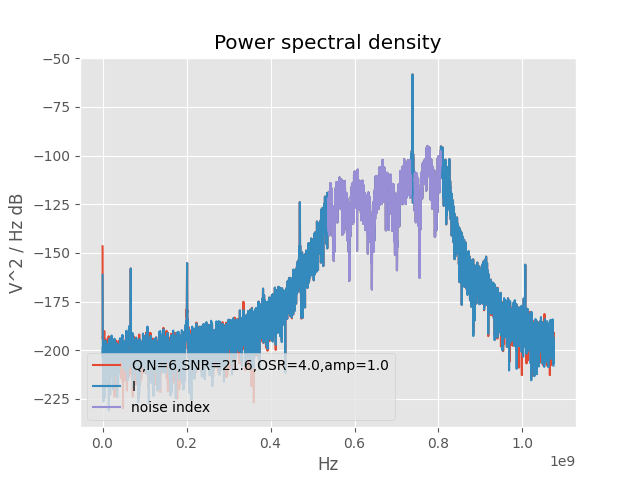 Power spectral density
−50
−75
−100
−125
−150
−175
−200
−225
V^2 / Hz dB
Q,N=6,SNR=21.6,OSR=4.0,amp=1.0
I
noise index
0.0 0.2 0.4 0.6 0.8 1.0
1e9
Hz